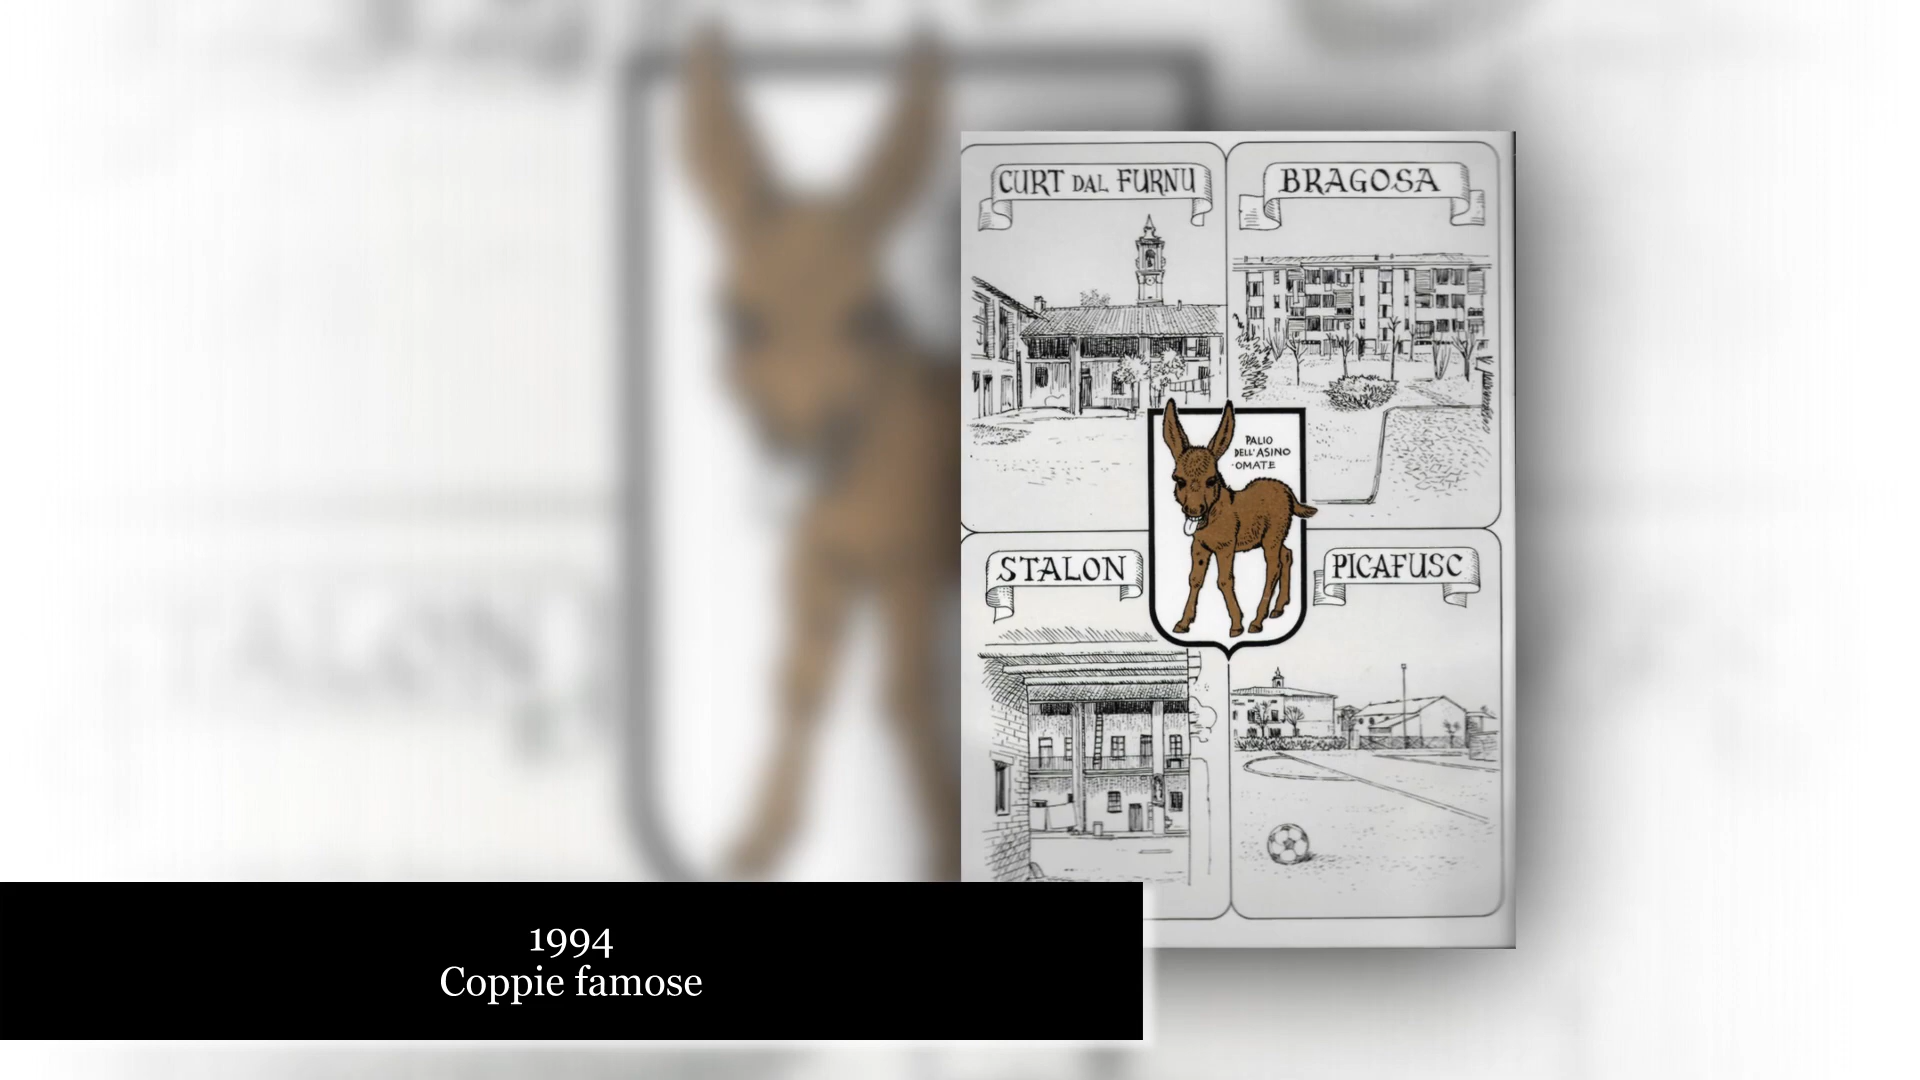 CURT DAL FURNU
BRAGOSA
PALIO
DELL'ASINO
·OMATE
STALON
PICAFUSC
1994
Coppie famose